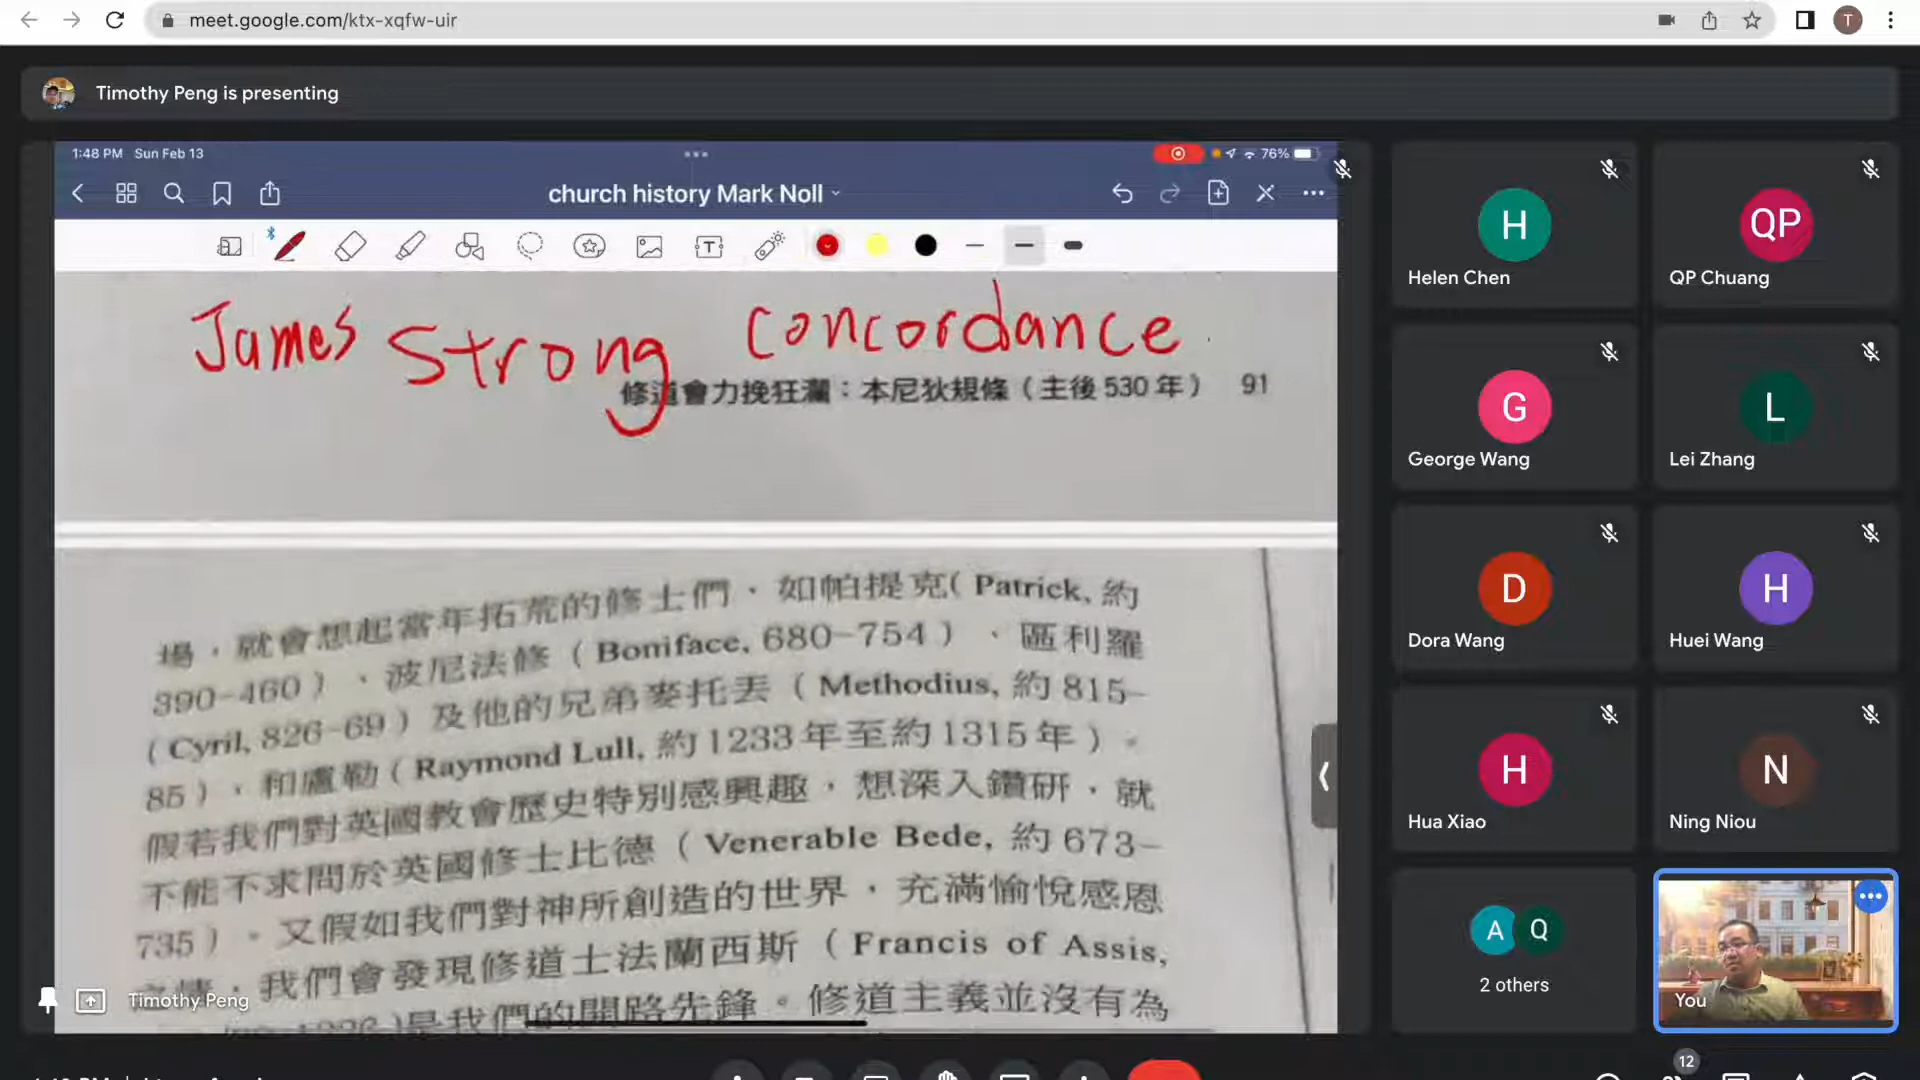 meet.google.com/ktx-xqfw-uir
T
Timothy Peng is presenting
1:48 PM Sun Feb 13
76%
church history Mark Noll
James Strong concordance
修道會力挽狂瀾：本尼狄規條（主後530年） 91
場，就會想起當年拓荒的修士們，如帕提克（Patrick, 約
390-460）、波尼法修（Boniface, 680-754）、區利羅
（Cyril, 826-69）及他的兄弟麥托丟（Methodius, 約815-
85），和盧勒（Raymond Lull, 約1233年至約1315年）。
假若我們對英國教會歷史特別感興趣，想深入鑽研，就
不能不求問於英國修士比德（Venerable Bede, 約673-
735）。又假如我們對神所創造的世界，充滿愉悅感恩
我們會發現修道士法蘭西斯（Francis of Assis,
是我們的開路先鋒。修道主義並沒有為
Timothy Peng
H
Helen Chen
QP
QP Chuang
G
George Wang
L
Lei Zhang
D
Dora Wang
H
Huei Wang
H
Hua Xiao
N
Ning Niou
A Q
2 others
You
12